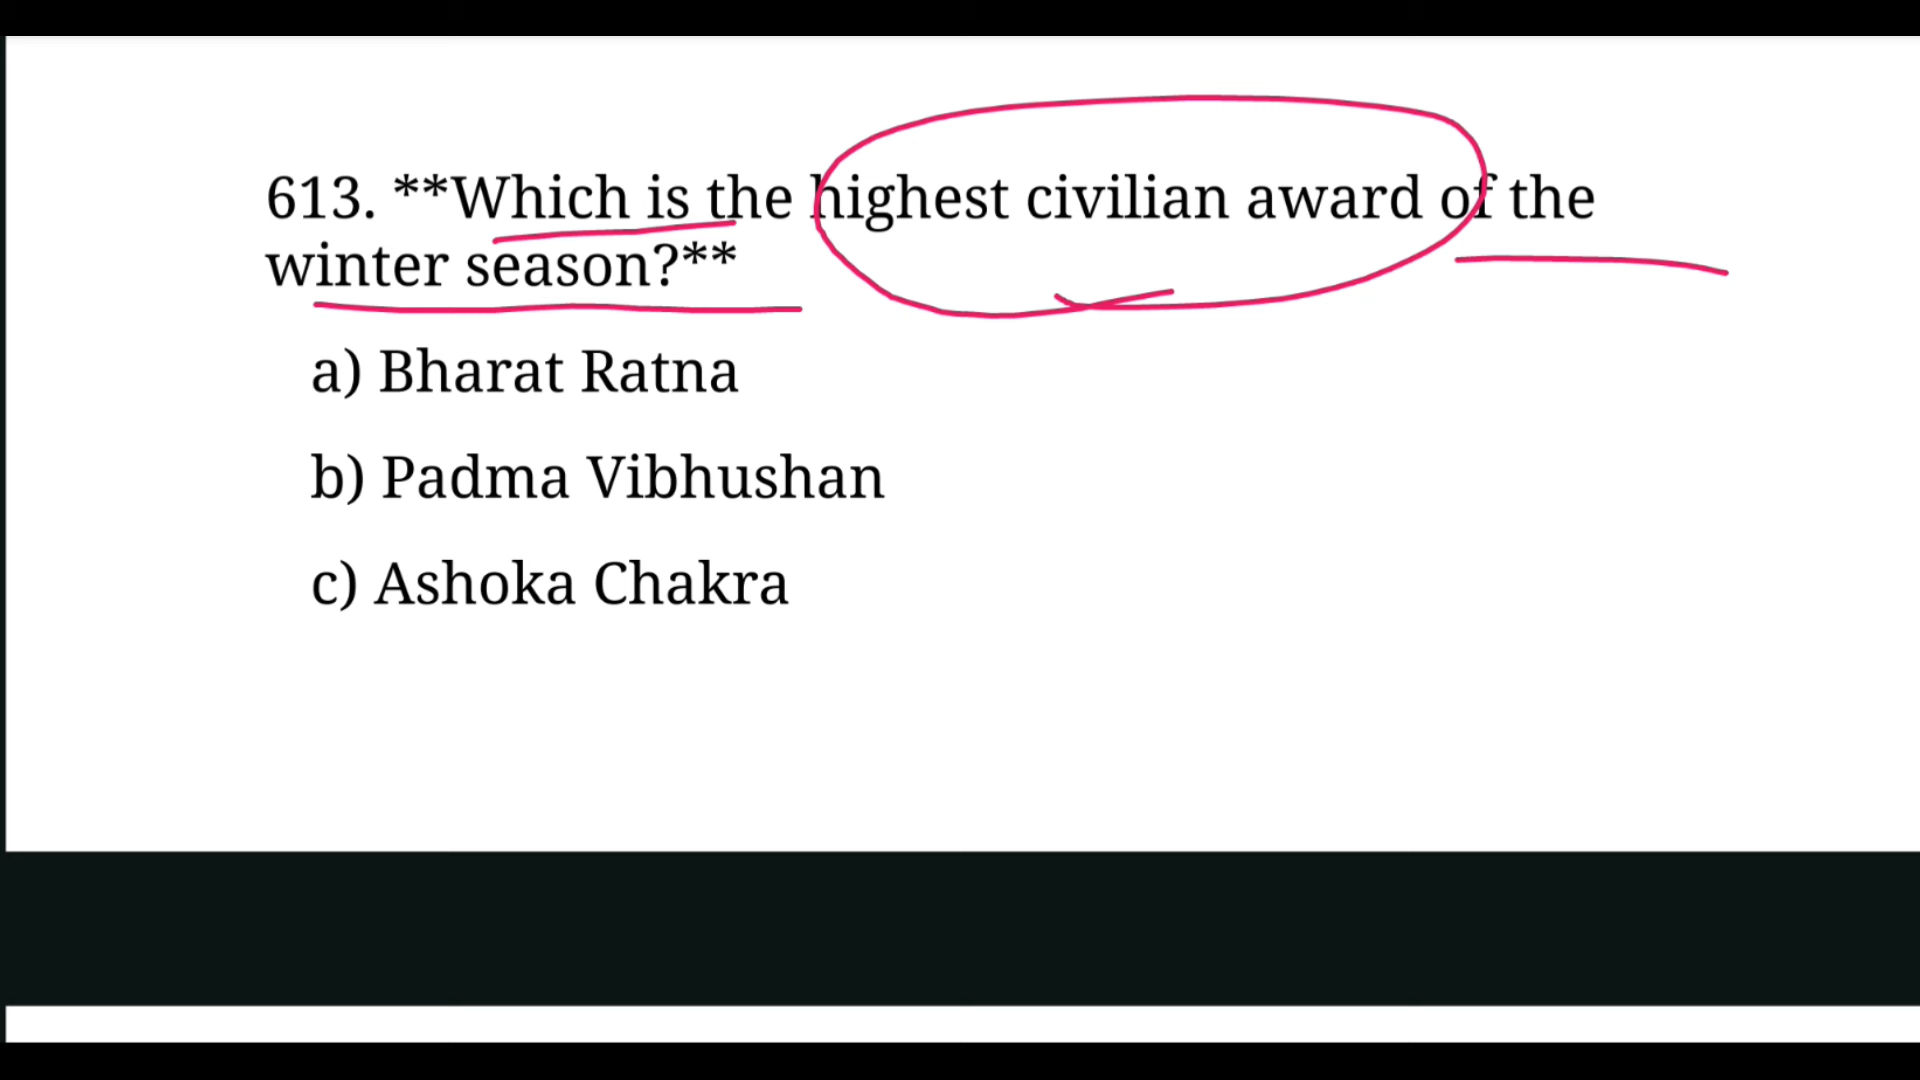 613. **Which is the highest civilian award of the
winter season?**
a) Bharat Ratna
b) Padma Vibhushan
c) Ashoka Chakra